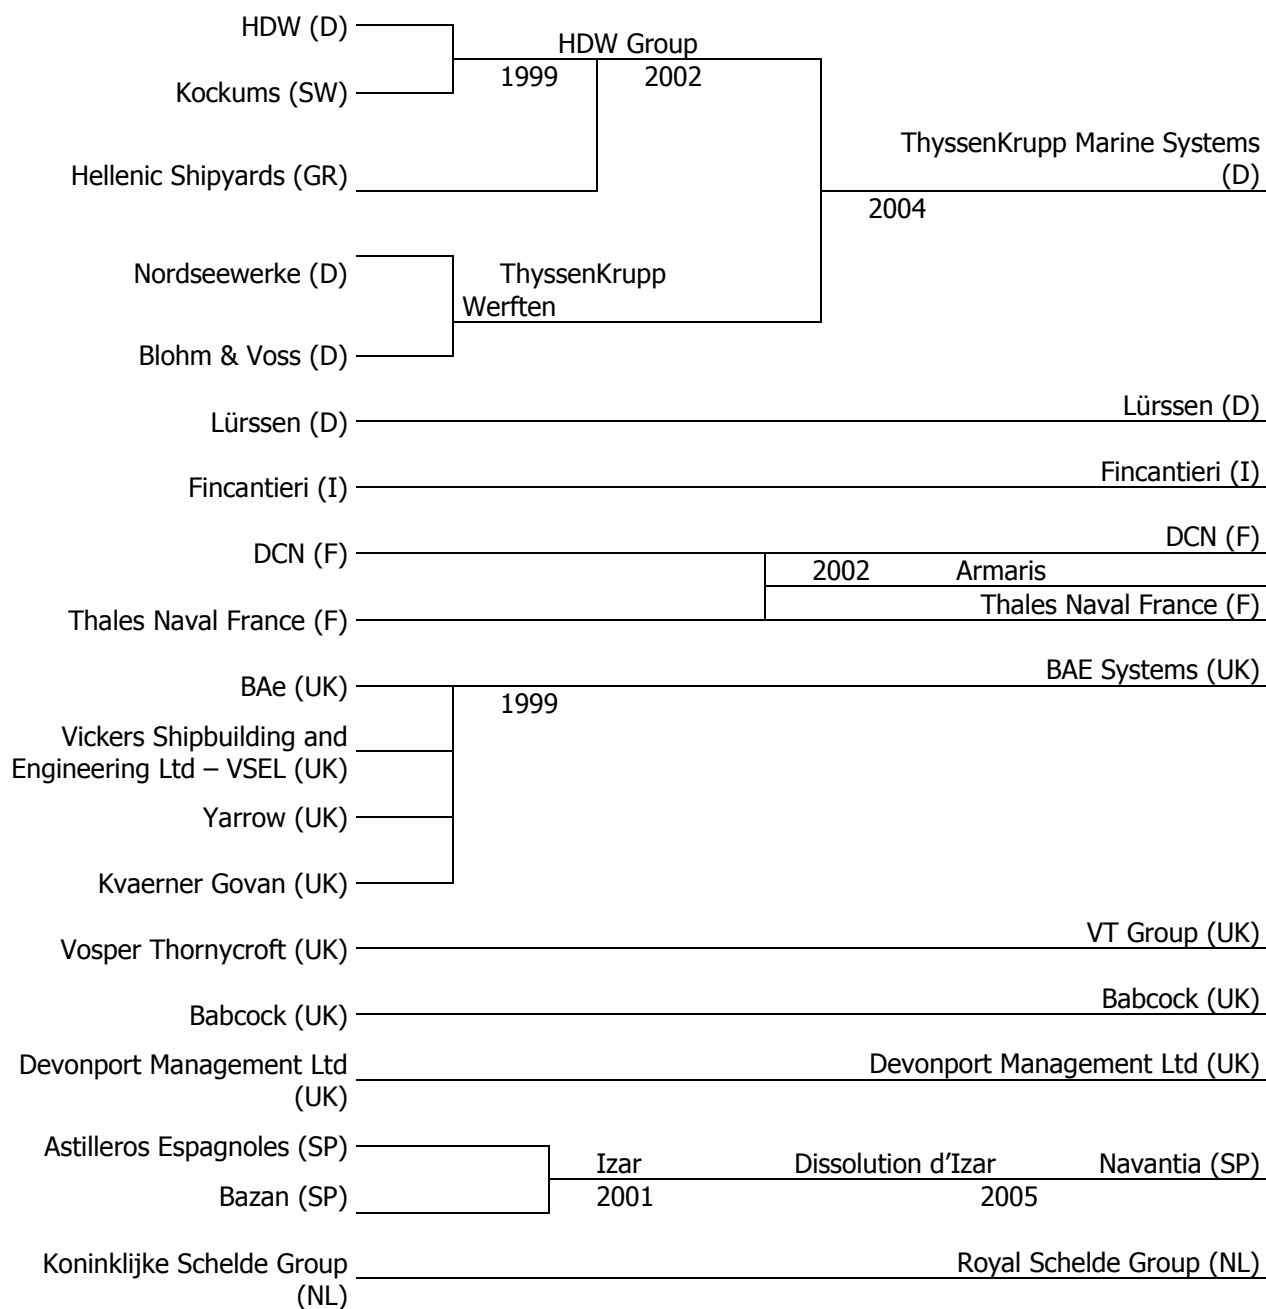 HDW (D)
HDW Group
1999
2002
Kockums (SW)
ThyssenKrupp Marine Systems
(D)
Hellenic Shipyards (GR)
2004
Nordseewerke (D)
ThyssenKrupp
Werften
Blohm & Voss (D)
Lürssen (D)
Lürssen (D)
Fincantieri (I)
Fincantieri (I)
DCN (F)
DCN (F)
2002
Armaris
Thales Naval France (F)
Thales Naval France (F)
BAe (UK)
BAE Systems (UK)
1999
Vickers Shipbuilding and
Engineering Ltd – VSEL (UK)
Yarrow (UK)
Kvaerner Govan (UK)
Vosper Thornycroft (UK)
VT Group (UK)
Babcock (UK)
Babcock (UK)
Devonport Management Ltd
(UK)
Devonport Management Ltd (UK)
Astilleros Espagnoles (SP)
Izar
Dissolution d’Izar
Navantia (SP)
Bazan (SP)
2001
2005
Koninklijke Schelde Group
(NL)
Royal Schelde Group (NL)